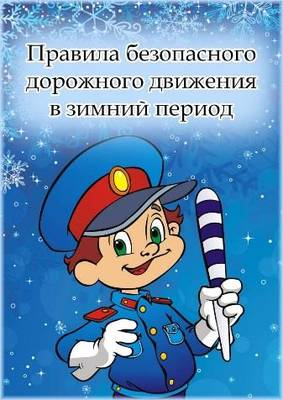 Правила безопасного
дорожного движения
в зимний период